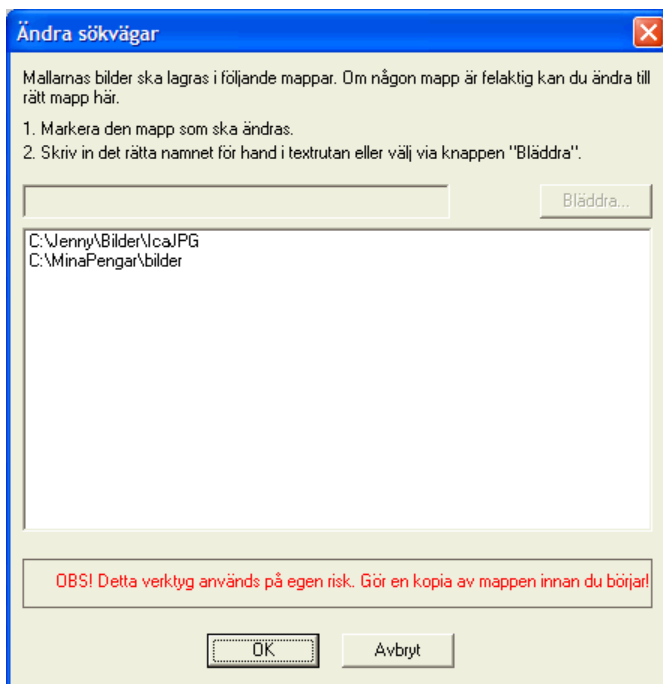 Ändra sökvägar
Mallarnas bilder ska lagras i följande mappar. Om någon mapp är felaktig kan du ändra till
rätt mapp här.
1. Markera den mapp som ska ändras.
2. Skriv in det rätta namnet för hand i textrutan eller välj via knappen "Bläddra".
Bläddra...
C:\Jenny\Bilder\IcaJPG
C:\MinaPengar\bilder
OBS! Detta verktyg används på egen risk. Gör en kopia av mappen innan du börjar!
OK
Avbryt